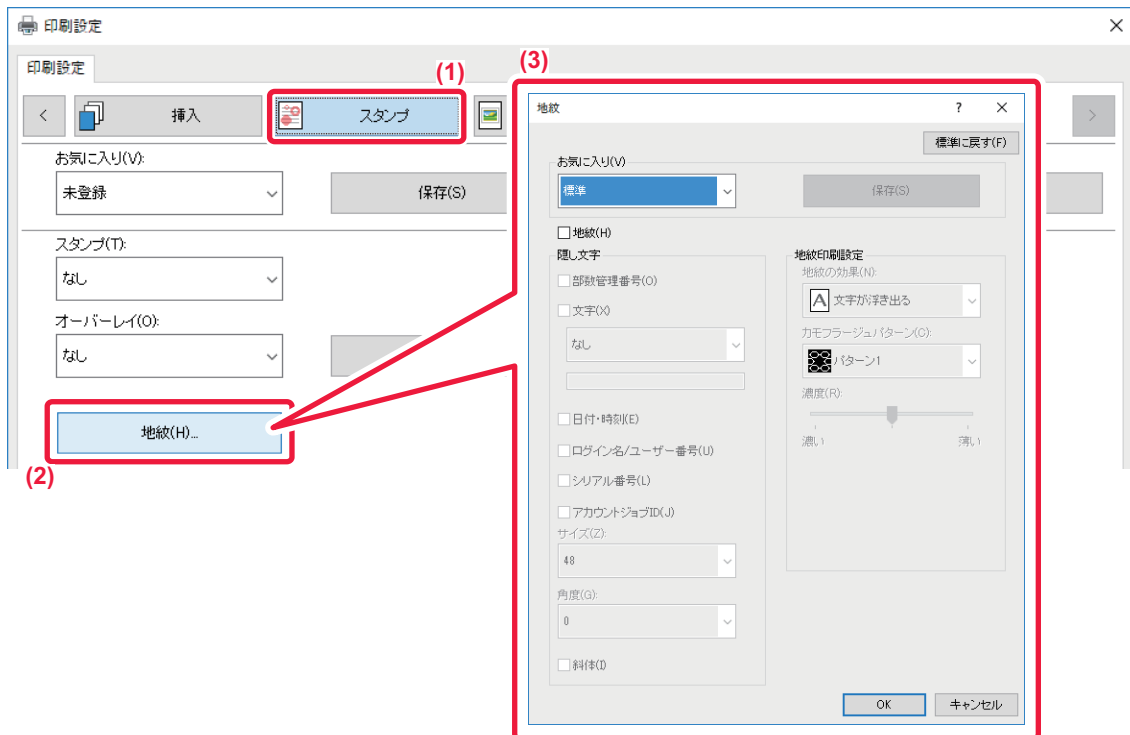 印刷設定
印刷設定
(1)
(3)
<
挿入
スタンプ
>
お気に入り(V):
未登録
保存(S)
スタンプ(T):
なし
オーバーレイ(O):
なし
地紋(H)...
(2)
地紋
?
標準に戻す(F)
お気に入り(V)
標準
保存(S)
地紋(H)
隠し文字
部数管理番号(O)
文字(X)
なし
日付・時刻(E)
ログイン名/ユーザー番号(U)
シリアル番号(L)
アカウントジョブID(J)
サイズ(Z):
48
角度(G):
0
斜体(I)
地紋印刷設定
地紋の効果(N):
A 文字が浮き出る
カモフラージュパターン(C):
パターン1
濃度(R):
濃い 薄い
OK キャンセル